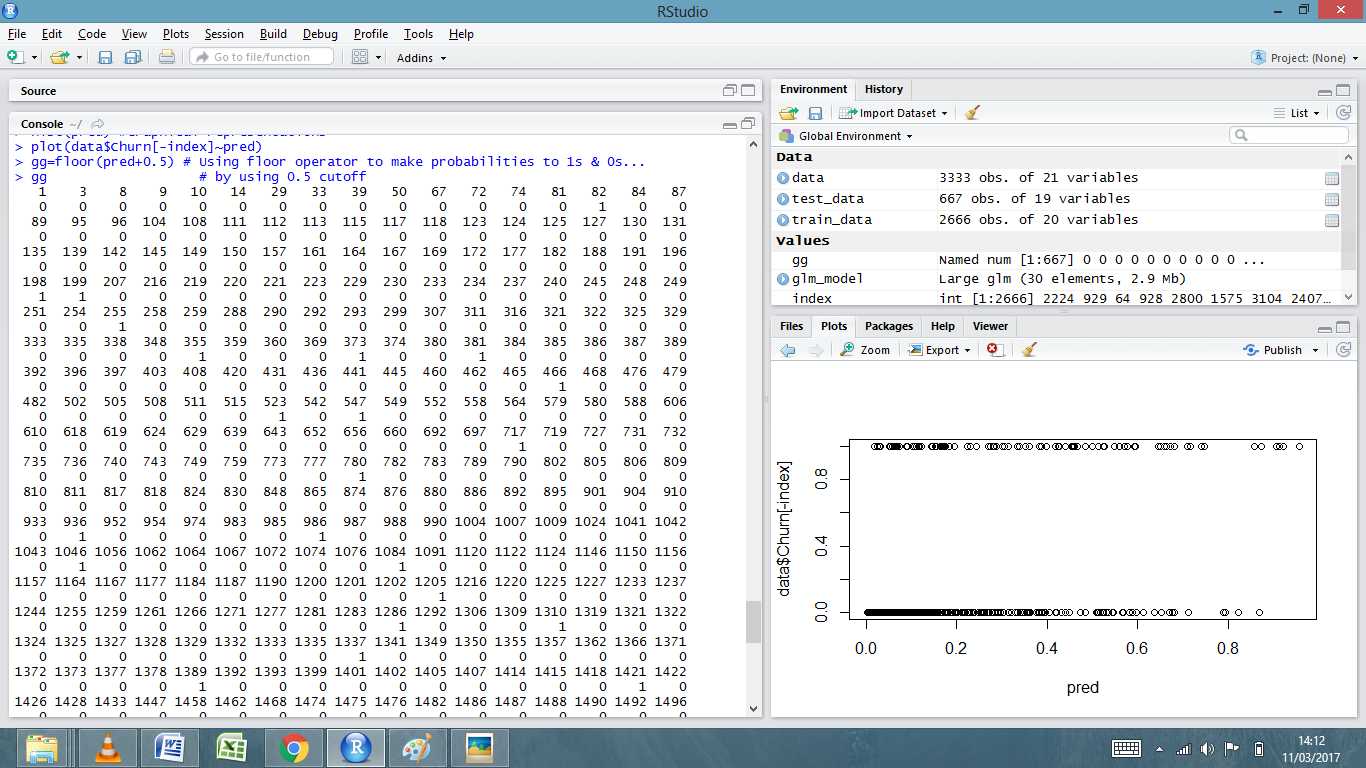 RStudio
File Edit Code View Plots Session Build Debug Profile Tools Help
Go to file/function Addins Project: (None)
Source
Console ~/
> plot(data$Churn[-index]~pred)
> gg=floor(pred+0.5) # Using floor operator to make probabilities to 1s & 0s...
> gg # by using 0.5 cutoff
1 3 8 9 10 14 29 33 39 50 67 72 74 81 82 84 87
0 0 0 0 0 0 0 0 0 0 0 0 0 0 1 0 0
89 95 96 104 108 111 112 113 115 117 118 123 124 125 127 130 131
0 0 0 0 0 0 0 0 0 0 0 0 0 0 0 0 0
135 139 142 145 149 150 157 161 164 167 169 172 177 182 188 191 196
0 0 0 0 0 0 0 0 0 0 0 0 0 0 0 0 0
198 199 207 216 219 220 221 223 229 230 233 234 237 240 245 248 249
1 1 0 0 0 0 0 0 0 0 0 0 0 0 0 0 0
251 254 255 258 259 288 290 292 293 299 307 311 316 321 322 325 329
0 0 1 0 0 0 0 0 0 0 0 0 0 0 0 0 0
333 335 338 348 355 359 360 369 373 374 380 381 384 385 386 387 389
0 0 0 0 1 0 0 0 1 0 0 1 0 0 0 0 0
392 396 397 403 408 420 431 436 441 445 460 462 465 466 468 476 479
0 0 0 0 0 0 0 0 0 0 0 0 0 1 0 0 0
482 502 505 508 511 515 523 542 547 549 552 558 564 579 580 588 606
0 0 0 0 0 0 1 0 1 0 0 0 0 0 0 0 0
610 618 619 624 629 639 643 652 656 660 692 697 717 719 727 731 732
0 0 0 0 0 0 0 0 0 0 0 0 1 0 0 0 0
735 736 740 743 749 759 773 777 780 782 783 789 790 802 805 806 809
0 0 0 0 0 0 0 0 1 0 0 0 0 0 0 0 0
810 811 817 818 824 830 848 865 874 876 880 886 892 895 901 904 910
0 0 0 0 0 0 0 0 0 0 0 0 0 0 0 0 0
933 936 952 954 974 983 985 986 987 988 990 1004 1007 1009 1024 1041 1042
0 1 0 0 0 0 0 1 0 0 0 0 0 0 0 0 0
1043 1046 1056 1062 1064 1067 1072 1074 1076 1084 1091 1120 1122 1124 1146 1150 1156
0 1 0 0 0 0 0 0 0 1 0 0 0 0 0 0 0
1157 1164 1167 1177 1184 1187 1190 1200 1201 1202 1205 1216 1220 1225 1227 1233 1237
0 0 0 0 0 0 0 0 0 0 1 0 0 0 0 0 0
1244 1255 1259 1261 1266 1271 1277 1281 1283 1286 1292 1306 1309 1310 1319 1321 1322
0 0 0 0 0 0 0 0 0 1 0 0 0 1 0 0 0
1324 1325 1327 1328 1329 1332 1333 1335 1337 1341 1349 1350 1355 1357 1362 1366 1371
0 0 0 0 0 0 0 0 1 0 0 0 0 0 0 0 0
1372 1373 1377 1378 1389 1392 1393 1399 1401 1402 1405 1407 1414 1415 1418 1421 1422
0 0 0 0 1 0 0 0 0 0 0 0 0 0 0 1 0
1426 1428 1433 1447 1458 1462 1468 1474 1475 1476 1482 1486 1487 1488 1490 1492 1496
Environment History
Import Dataset List
Global Environment
Data
data 3333 obs. of 21 variables
test_data 667 obs. of 19 variables
train_data 2666 obs. of 20 variables
Values
gg Named num [1:667] 0 0 0 0 0 0 0 0 0 0 ...
glm_model Large glm (30 elements, 2.9 Mb)
index int [1:2666] 2224 929 64 928 2800 1575 3104 2407…
Files Plots Packages Help Viewer
Zoom Export Publish
data$Churn[-index]
0.8
0.4
0.0
0.0 0.2 0.4 0.6 0.8
pred
14:12
11/03/2017